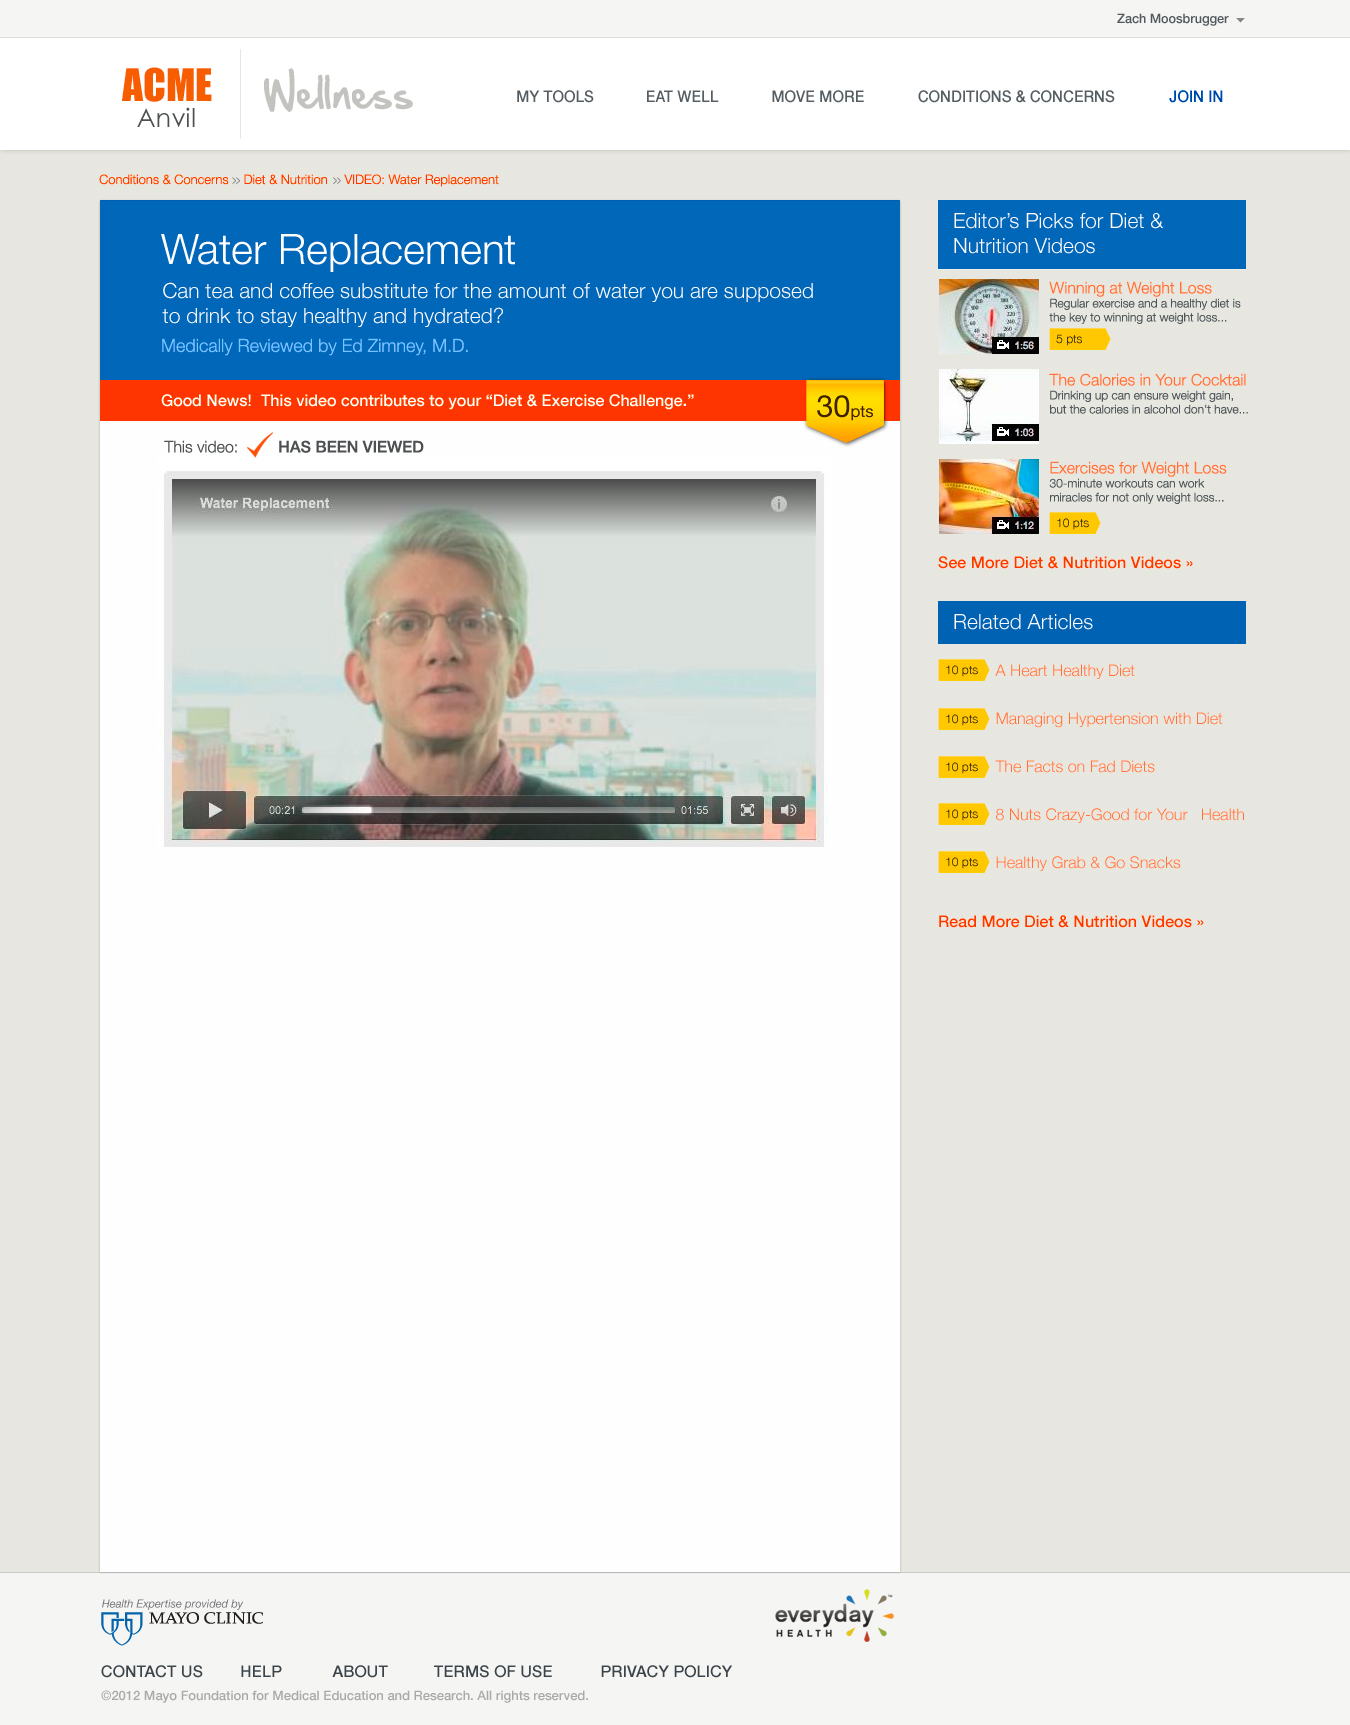 Zach Moosbrugger
ACME
Anvil
Wellness
MY TOOLS
EAT WELL
MOVE MORE
CONDITIONS & CONCERNS
JOIN IN
Conditions & Concerns » Diet & Nutrition » VIDEO: Water Replacement
Water Replacement
Can tea and coffee substitute for the amount of water you are supposed
to drink to stay healthy and hydrated?
Medically Reviewed by Ed Zimney, M.D.
Good News! This video contributes to your “Diet & Exercise Challenge.”
30pts
This video: HAS BEEN VIEWED
Water Replacement
00:21
01:55
Editor’s Picks for Diet &
Nutrition Videos
1:56
Winning at Weight Loss
Regular exercise and a healthy diet is
the key to winning at weight loss...
5 pts
1:03
The Calories in Your Cocktail
Drinking up can ensure weight gain,
but the calories in alcohol don't have...
1:12
Exercises for Weight Loss
30-minute workouts can work
miracles for not only weight loss...
10 pts
See More Diet & Nutrition Videos »
Related Articles
10 pts A Heart Healthy Diet
10 pts Managing Hypertension with Diet
10 pts The Facts on Fad Diets
10 pts 8 Nuts Crazy-Good for Your Health
10 pts Healthy Grab & Go Snacks
Read More Diet & Nutrition Videos »
Health Expertise provided by
MAYO CLINIC
everyday
HEALTH
CONTACT US
HELP
ABOUT
TERMS OF USE
PRIVACY POLICY
©2012 Mayo Foundation for Medical Education and Research. All rights reserved.